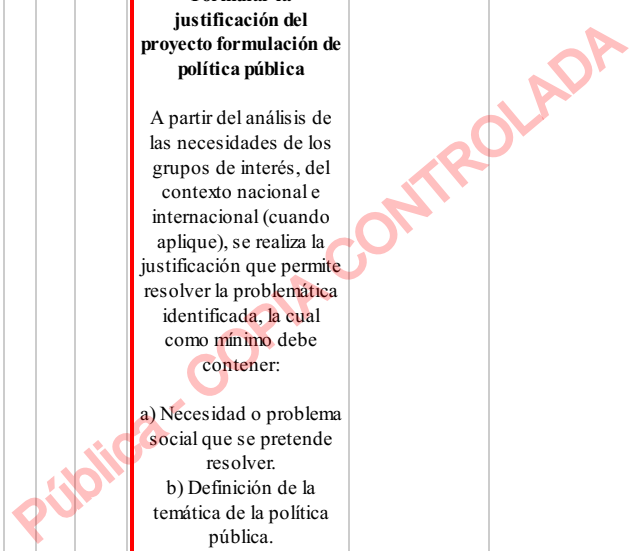 justificación del
proyecto formulación de
política pública
A partir del análisis de
las necesidades de los
grupos de interés, del
contexto nacional e
internacional (cuando
aplique), se realiza la
justificación que permite
resolver la problemática
identificada, la cual
como mínimo debe
contener:
a) Necesidad o problema
social que se pretende
resolver.
b) Definición de la
temática de la política
pública.
Pública - COPIA CONTROLADA